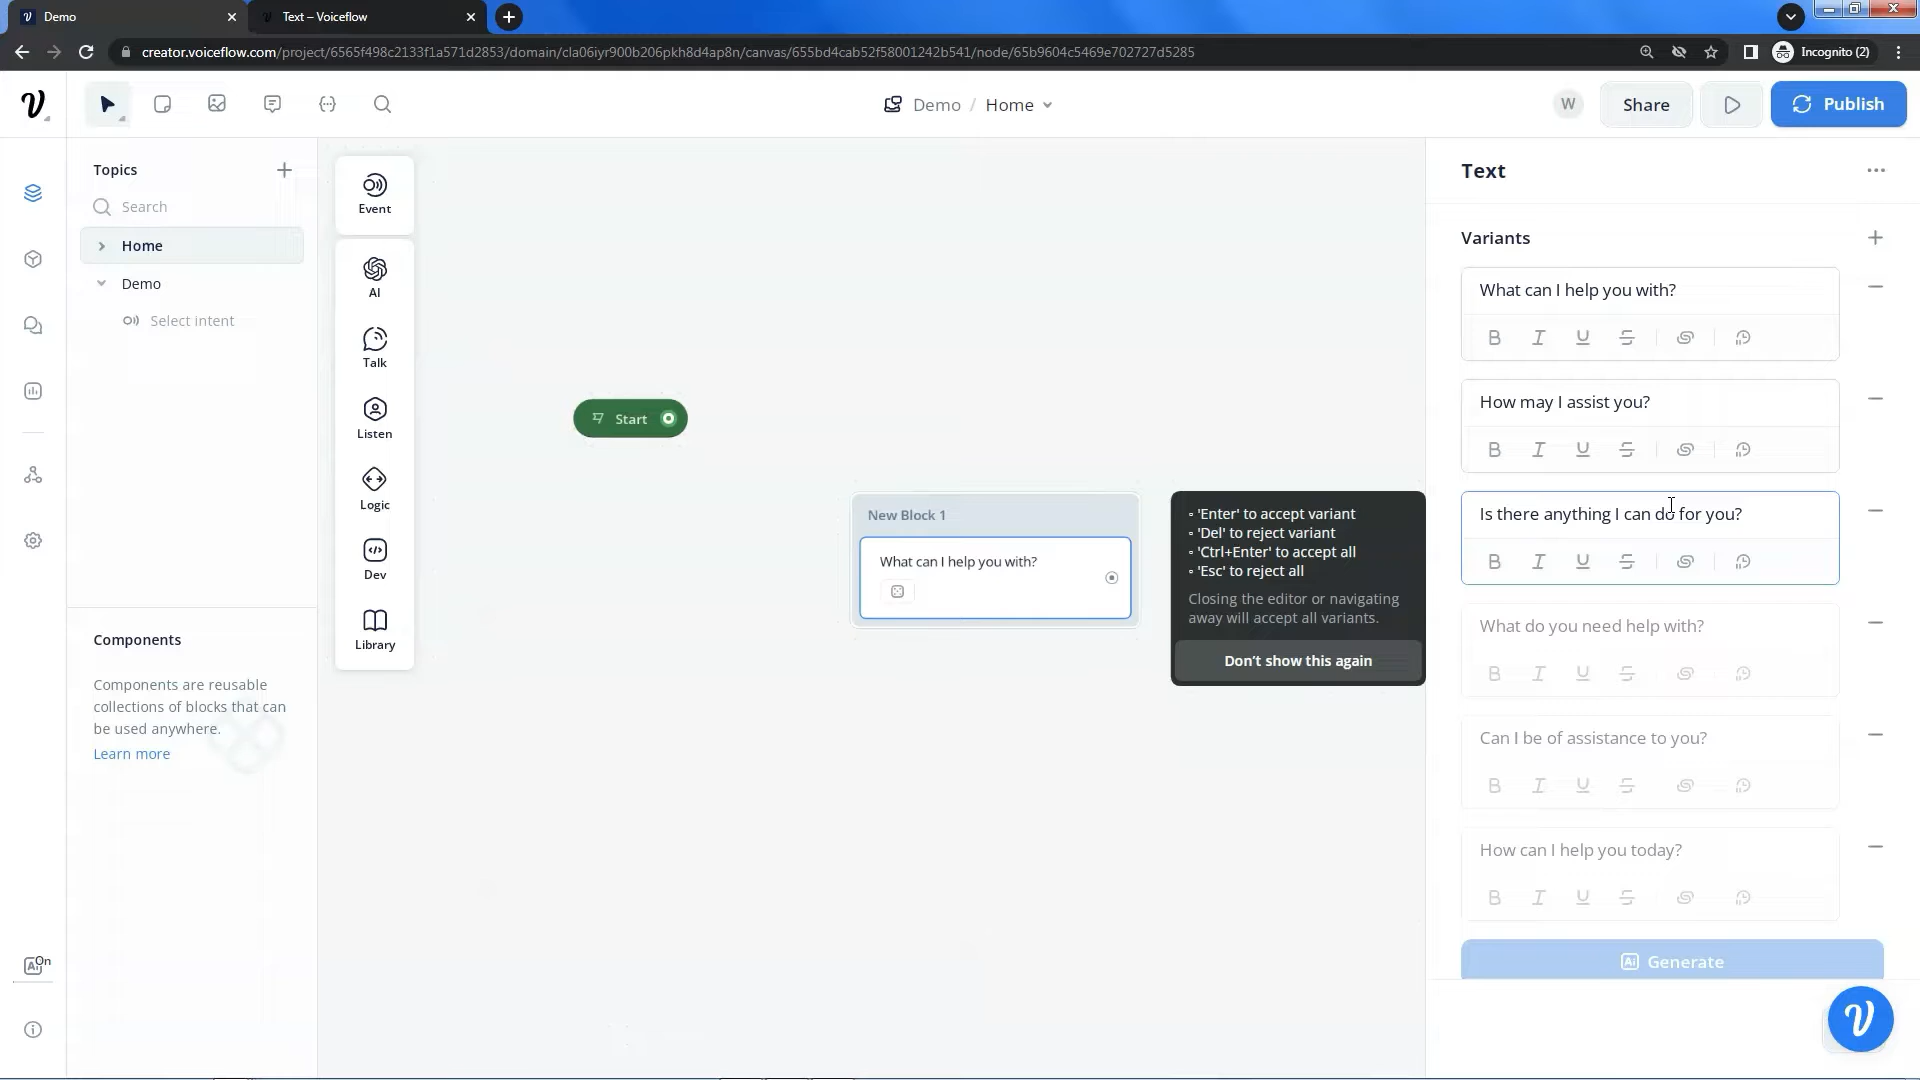 Demo
Text – Voiceflow
creator.voiceflow.com/project/6565f498c2133f1a571d2853/domain/cla06iyr900b206pkh8d4ap8n/canvas/655bd4cab52f58001242b541/node/65b9604c5469e702727d5285
Incognito (2)
Demo / Home
W
Share
Publish
Topics
Search
Home
Demo
Select intent
Components
Components are reusable
collections of blocks that can
be used anywhere.
Learn more
On
Event
AI
Talk
Listen
Logic
Dev
Library
Start
New Block 1
What can I help you with?
'Enter' to accept variant
'Del' to reject variant
'Ctrl+Enter' to accept all
'Esc' to reject all
Closing the editor or navigating
away will accept all variants.
Don't show this again
Text
Variants
What can I help you with?
B I U S
How may I assist you?
B I U S
Is there anything I can do for you?
B I U S
What do you need help with?
B I U S
Can I be of assistance to you?
B I U S
How can I help you today?
B I U S
Ai Generate